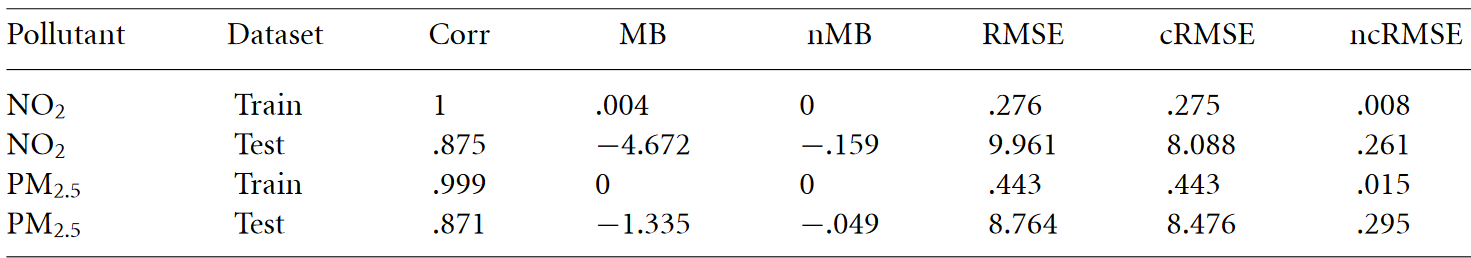 Pollutant Dataset Corr MB nMB RMSE cRMSE ncRMSE
NO₂ Train 1 .004 0 .276 .275 .008
NO₂ Test .875 −4.672 −.159 9.961 8.088 .261
PM₂.₅ Train .999 0 0 .443 .443 .015
PM₂.₅ Test .871 −1.335 −.049 8.764 8.476 .295